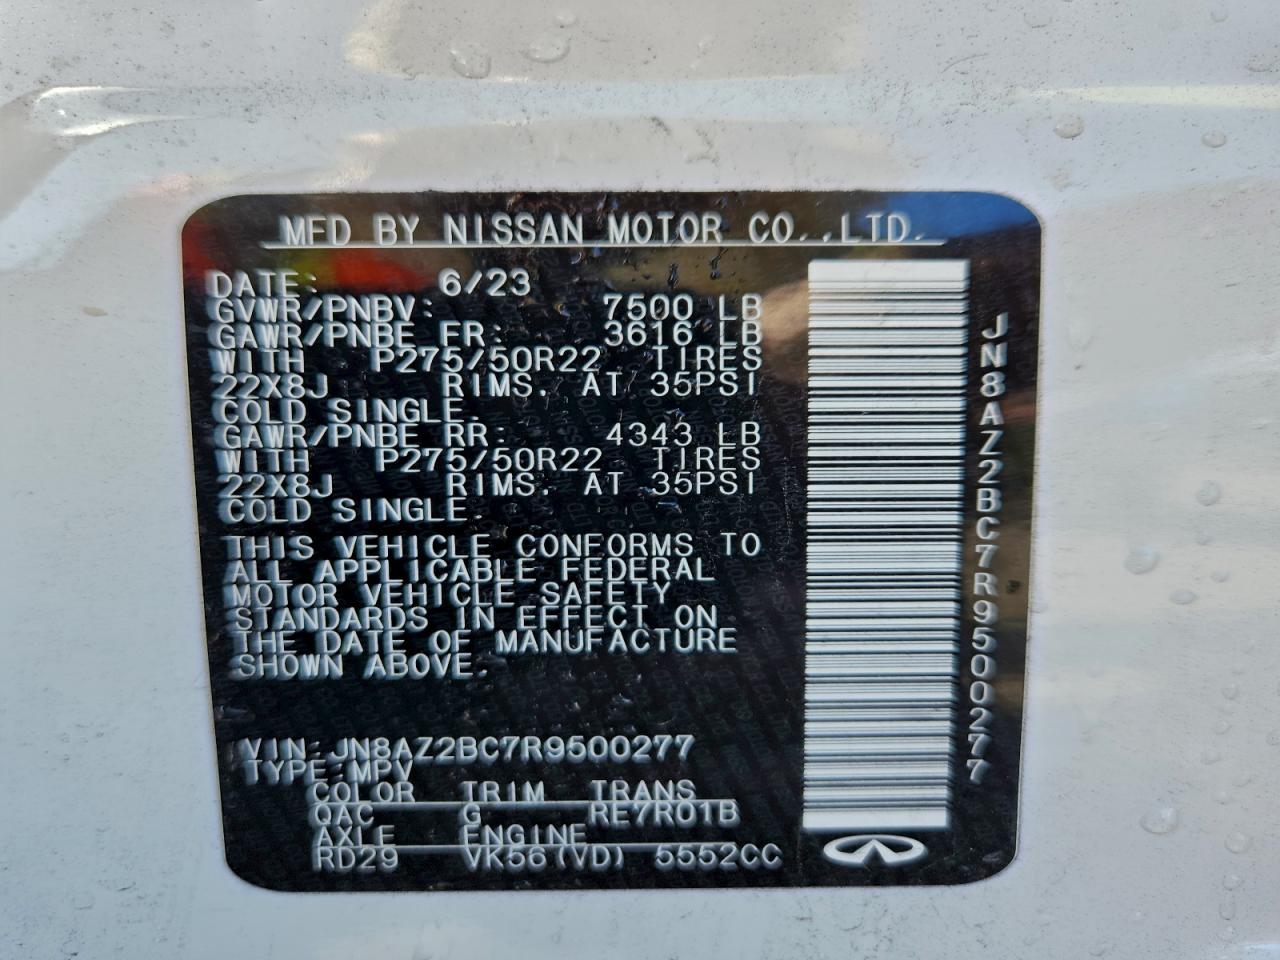 MFD BY NISSAN MOTOR CO.,LTD.
DATE: 6/23
GVWR/PNBV: 7500 LB
GAWR/PNBE FR: 3616 LB
WITH P275/50R22 TIRES
22X8J RIMS. AT 35PSI
COLD SINGLE.
GAWR/PNBE RR: 4343 LB
WITH P275/50R22 TIRES
22X8J RIMS. AT 35PSI
COLD SINGLE.
THIS VEHICLE CONFORMS TO
ALL APPLICABLE FEDERAL
MOTOR VEHICLE SAFETY
STANDARDS IN EFFECT ON
THE DATE OF MANUFACTURE
SHOWN ABOVE.
VIN:JN8AZ2BC7R9500277
TYPE:MPV
COLOR TRIM TRANS
QAC G RE7R01B
AXLE ENGINE
RD29 VK56(VD) 5552CC
JN8AZ2BC7R9500277